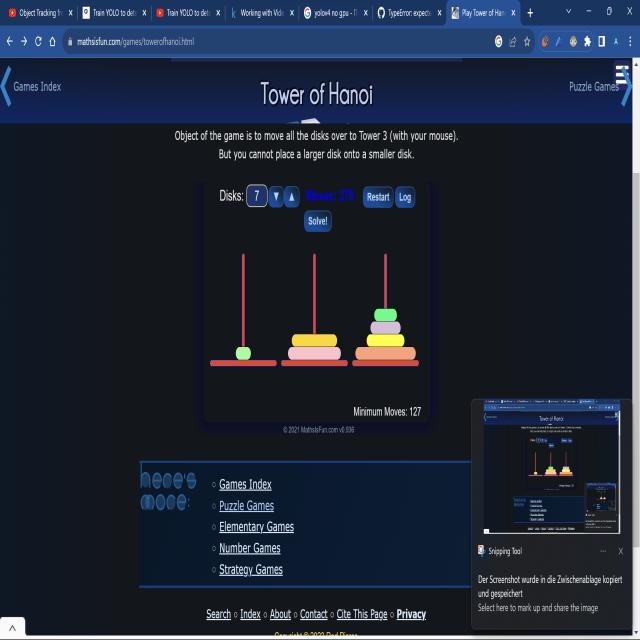 Object Tracking fr
Train YOLO to det
Train YOLO to det
Working with Vide
yolov4 no gpu - G
TypeError: expecte
Play Tower of Han
mathsisfun.com/games/towerofhanoi.html
Games Index
Tower of Hanoi
Puzzle Games
Object of the game is to move all the disks over to Tower 3 (with your mouse).
But you cannot place a larger disk onto a smaller disk.
Disks: 7 ▼ ▲ Moves: Restart Log
Solve!
Minimum Moves: 127
© 2021 MathsIsFun.com v0.936
○ Games Index
○ Puzzle Games
○ Elementary Games
○ Number Games
○ Strategy Games
Snipping Tool
Der Screenshot wurde in die Zwischenablage kopiert
und gespeichert
Select here to mark up and share the image
Search ○ Index ○ About ○ Contact ○ Cite This Page ○ Privacy